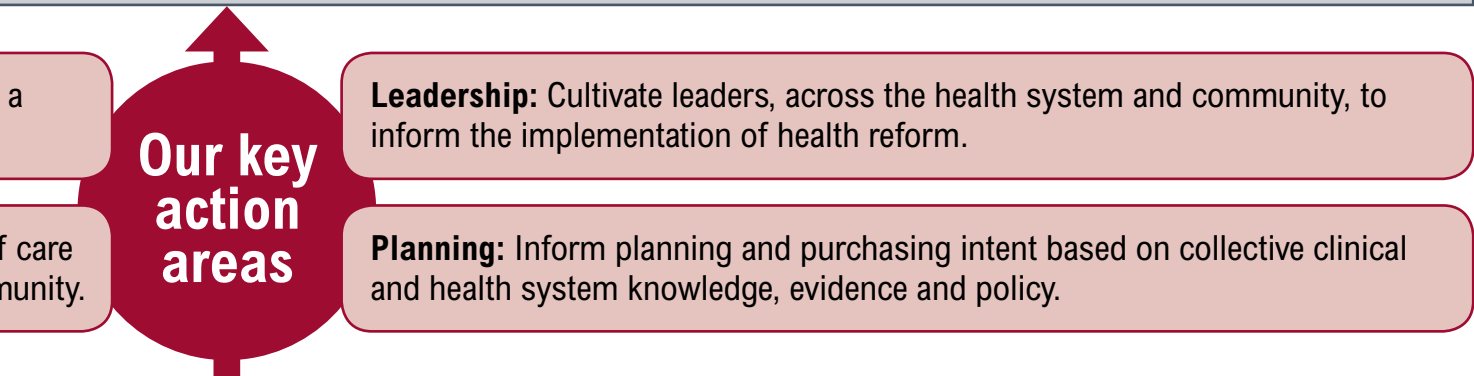 a
f care
munity.
Our key
action
areas
Leadership: Cultivate leaders, across the health system and community, to
inform the implementation of health reform.
Planning: Inform planning and purchasing intent based on collective clinical
and health system knowledge, evidence and policy.